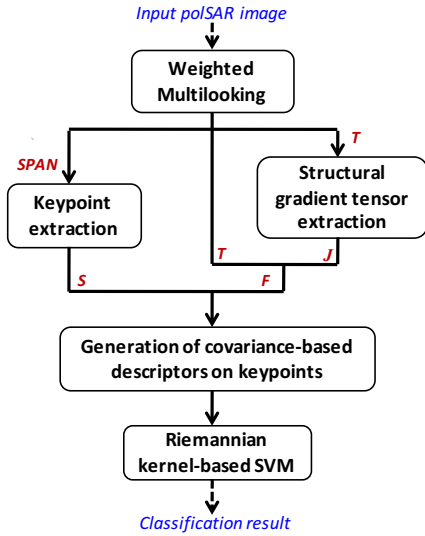 Input polSAR image
Weighted
Multilooking
SPAN
T
Keypoint
extraction
Structural
gradient tensor
extraction
T
J
S
F
Generation of covariance-based
descriptors on keypoints
Riemannian
kernel-based SVM
Classification result